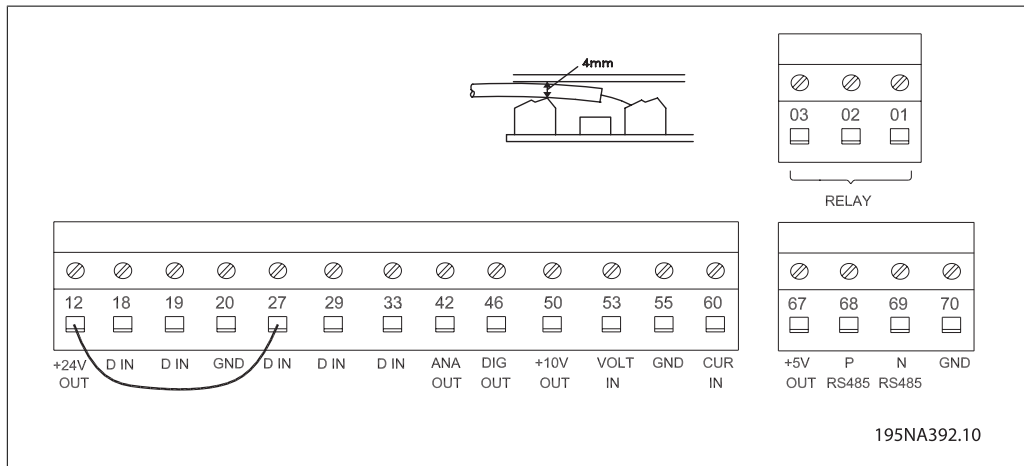 4mm
03 02 01
RELAY
12 18 19 20 27 29 33 42 46 50 53 55 60
+24V OUT D IN D IN GND D IN D IN D IN ANA OUT DIG OUT +10V OUT VOLT IN GND CUR IN
67 68 69 70
+5V OUT P RS485 N RS485 GND
195NA392.10